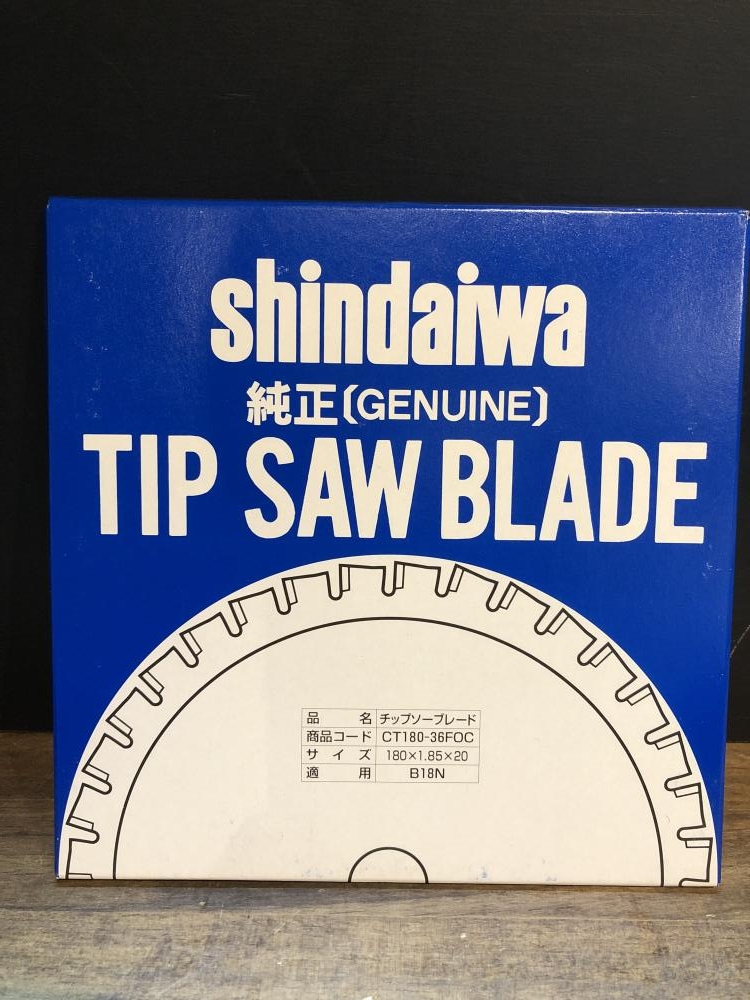 shindaiwa
純正〔GENUINE〕
TIP SAW BLADE
品 名 チップソーブレード
商品コード CT180-36FOC
サイズ 180×1.85×20
適 用 B18N